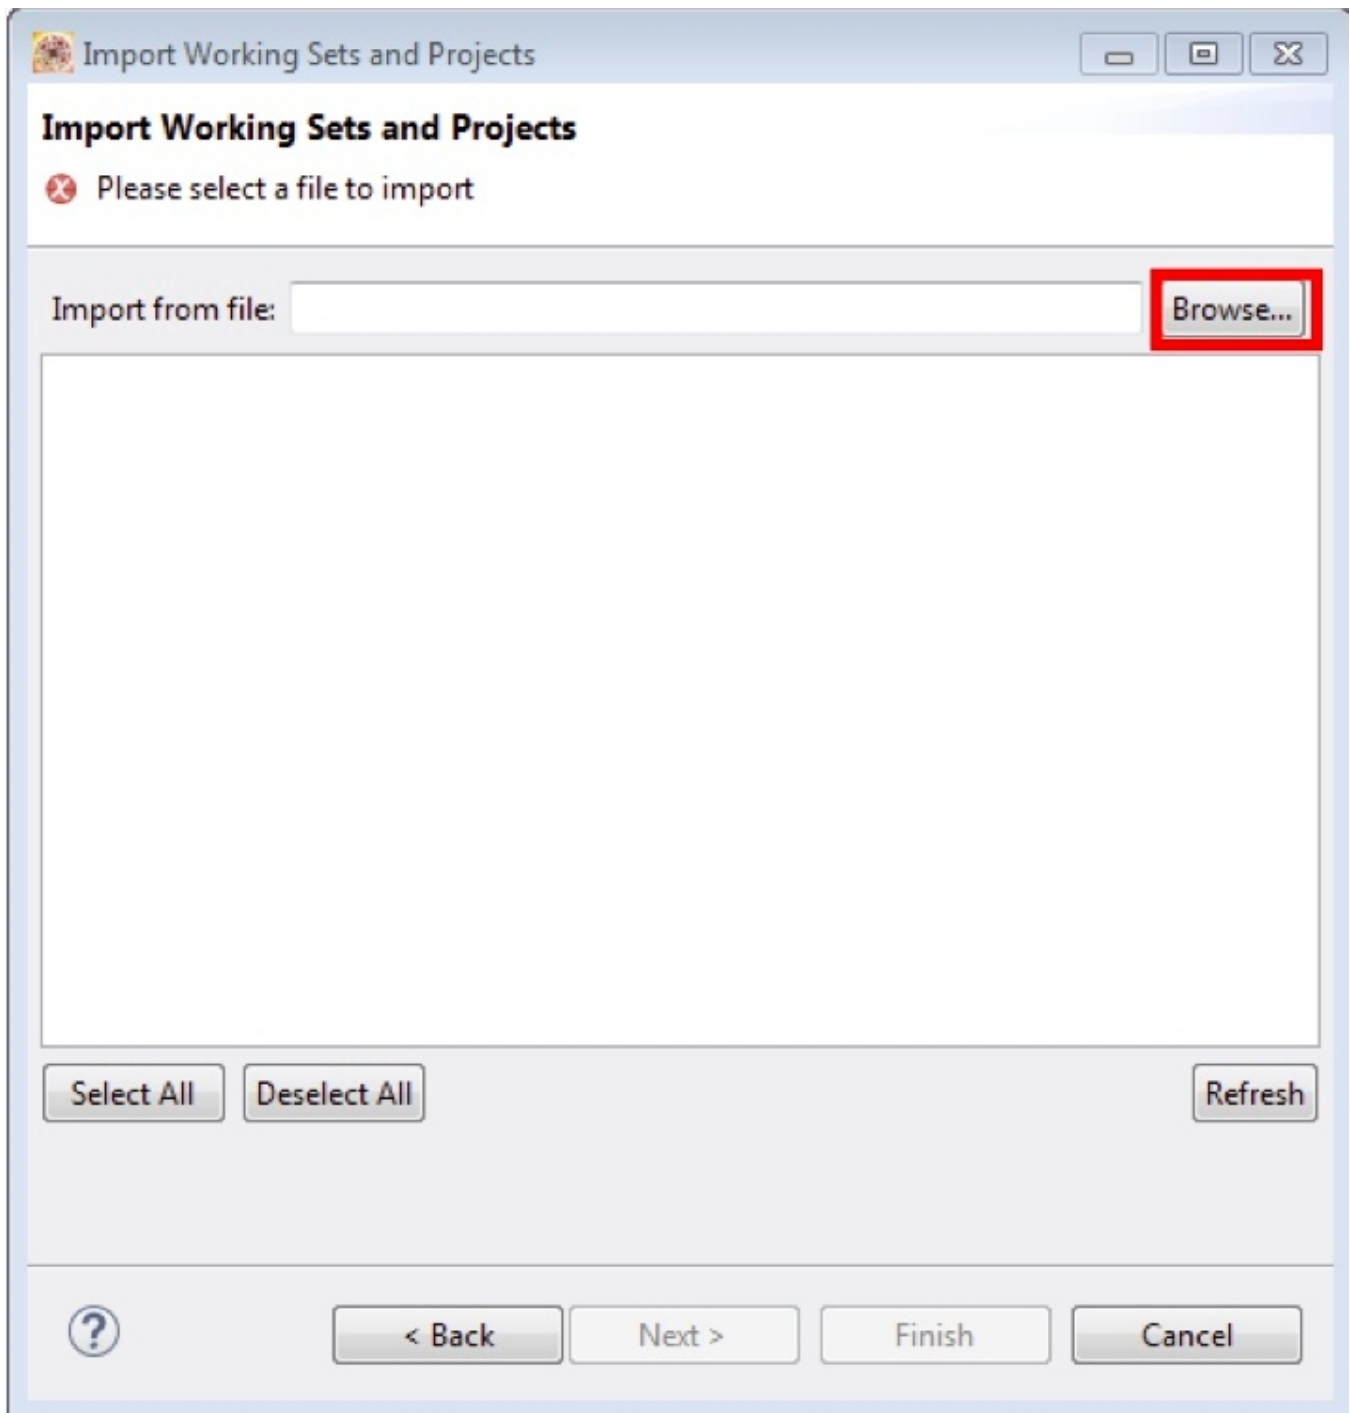 Import Working Sets and Projects
Import Working Sets and Projects
Please select a file to import
Import from file:
Browse...
Select All
Deselect All
Refresh
?
< Back
Next >
Finish
Cancel